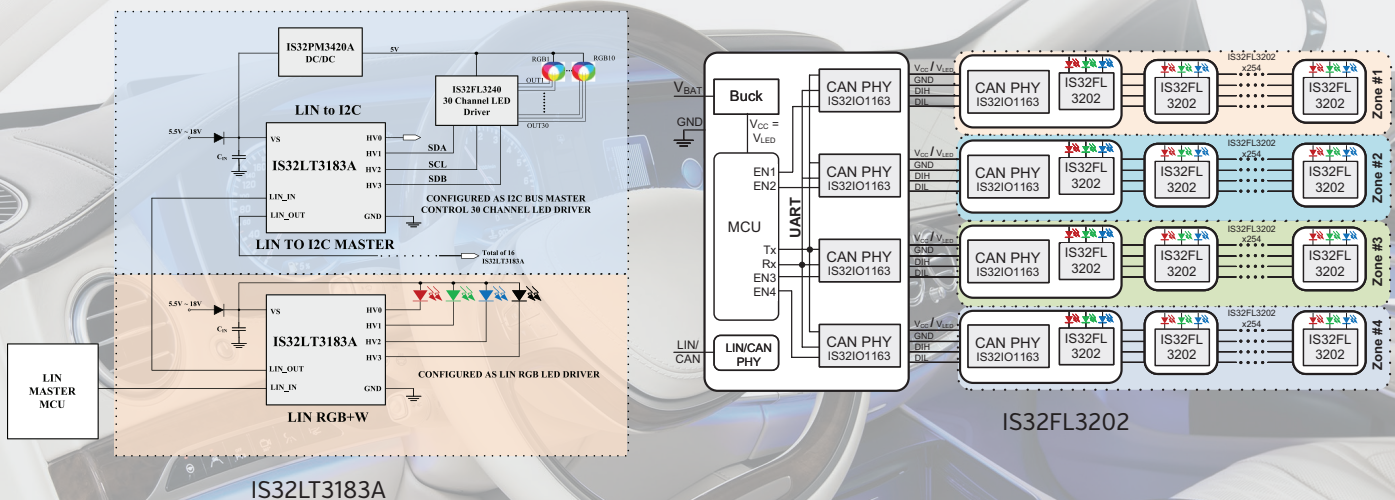 IS32PM3420A
DC/DC
5V
RGB1
RGB10
LIN to I2C
IS32FL3240
30 Channel LED
Driver
OUT1
OUT30
5.5V ~ 18V
CIN
VS
HV0
HV1
HV2
HV3
IS32LT3183A
SDA
SCL
SDB
LIN_IN
LIN_OUT
GND
CONFIGURED AS I2C BUS MASTER
CONTROL 30 CHANNEL LED DRIVER
LIN TO I2C MASTER
Total of 16
IS32LT3183A
5.5V ~ 18V
CIN
VS
HV0
HV1
HV2
HV3
IS32LT3183A
LIN_OUT
LIN_IN
GND
CONFIGURED AS LIN RGB LED DRIVER
LIN RGB+W
LIN
MASTER
MCU
IS32LT3183A
VBAT
GND
Buck
VCC =
VLED
MCU
EN1
EN2
Tx
Rx
EN3
EN4
UART
LIN/
CAN
LIN/CAN
PHY
CAN PHY
IS32IO1163
CAN PHY
IS32IO1163
CAN PHY
IS32IO1163
CAN PHY
IS32IO1163
VCC / VLED
GND
DIH
DIL
CAN PHY
IS32IO1163
IS32FL
3202
IS32FL
3202
IS32FL3202
x254
IS32FL
3202
Zone #1
VCC / VLED
GND
DIH
DIL
CAN PHY
IS32IO1163
IS32FL
3202
IS32FL
3202
IS32FL3202
x254
IS32FL
3202
Zone #2
VCC / VLED
GND
DIH
DIL
CAN PHY
IS32IO1163
IS32FL
3202
IS32FL
3202
IS32FL3202
x254
IS32FL
3202
Zone #3
VCC / VLED
GND
DIH
DIL
CAN PHY
IS32IO1163
IS32FL
3202
IS32FL
3202
IS32FL3202
x254
IS32FL
3202
Zone #4
IS32FL3202